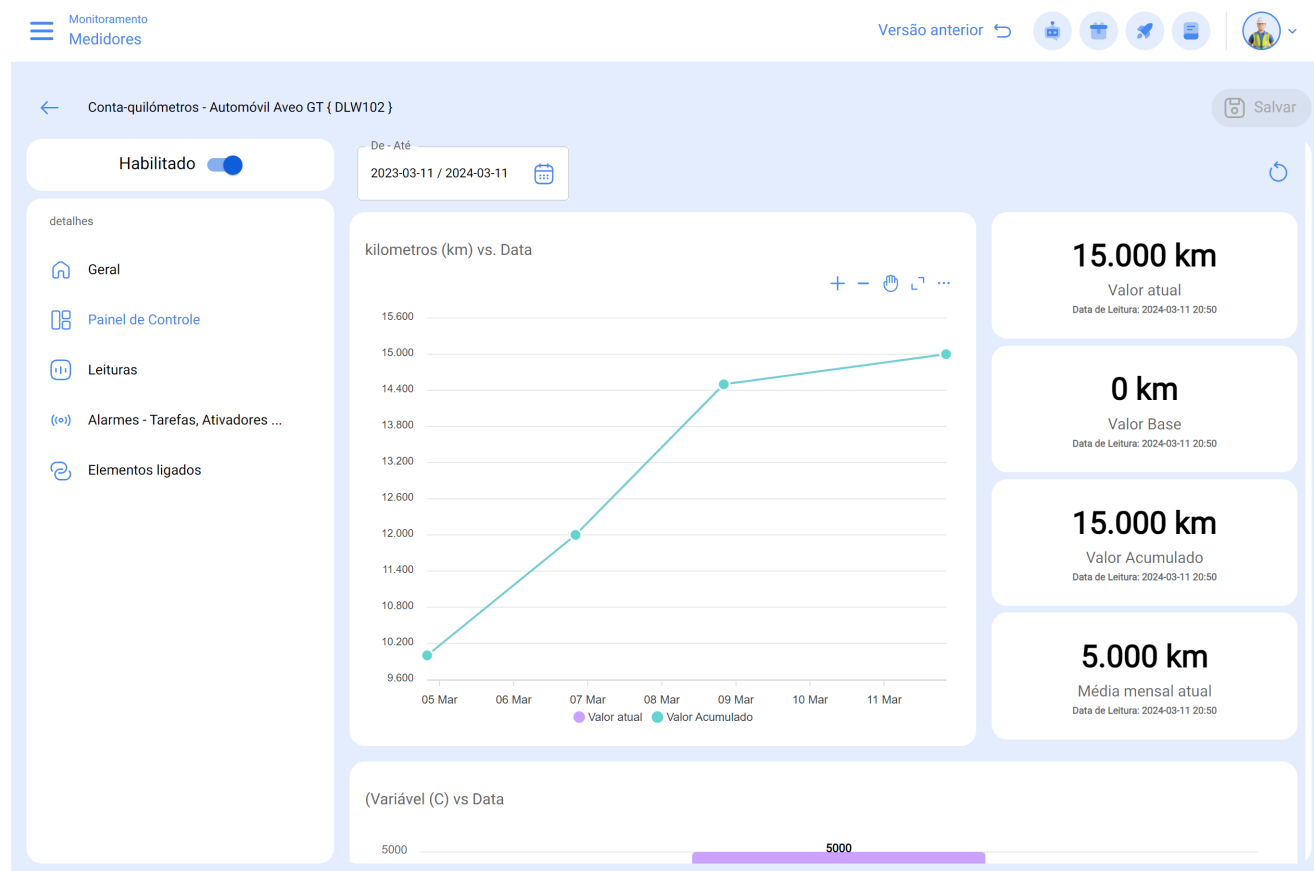 Monitoramento
Medidores
Versão anterior
Conta-quilómetros - Automóvil Aveo GT { DLW102 }
Salvar
Habilitado
detalhes
Geral
Painel de Controle
Leituras
Alarmes - Tarefas, Ativadores ...
Elementos ligados
De - Até
2023-03-11 / 2024-03-11
kilometros (km) vs. Data
15.600
15.000
14.400
13.800
13.200
12.600
12.000
11.400
10.800
10.200
9.600
05 Mar 06 Mar 07 Mar 08 Mar 09 Mar 10 Mar 11 Mar
Valor atual Valor Acumulado
15.000 km
Valor atual
Data de Leitura: 2024-03-11 20:50
0 km
Valor Base
Data de Leitura: 2024-03-11 20:50
15.000 km
Valor Acumulado
Data de Leitura: 2024-03-11 20:50
5.000 km
Média mensal atual
Data de Leitura: 2024-03-11 20:50
(Variável (C) vs Data
5000
5000